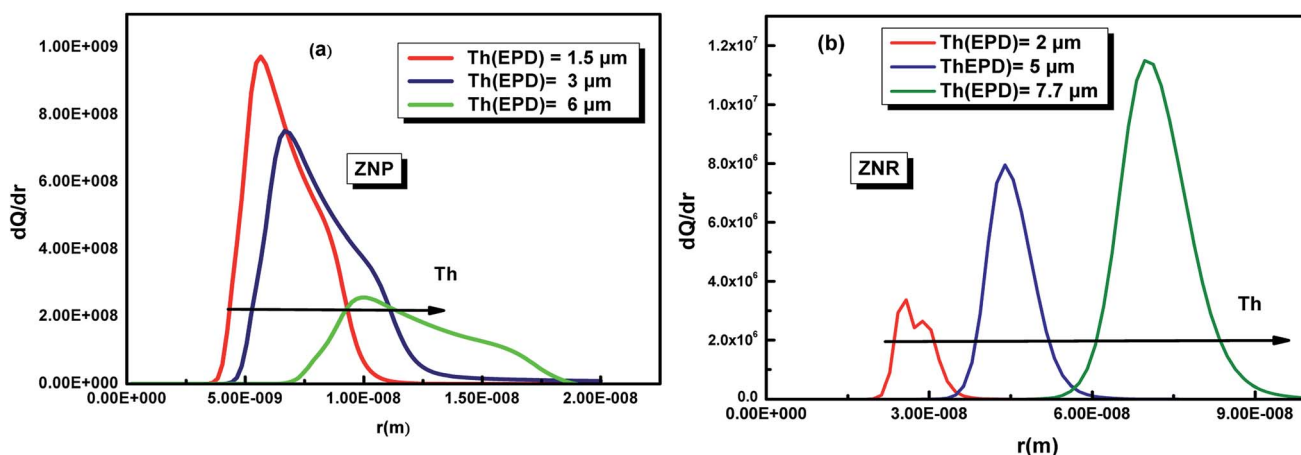 (a)
Th(EPD) = 1.5 µm
Th(EPD)=  3 µm
Th(EPD)=  6 µm
ZNP
Th
1.00E+009
8.00E+008
6.00E+008
4.00E+008
2.00E+008
0.00E+000
dQ/dr
0.00E+000 5.00E-009 1.00E-008 1.50E-008 2.00E-008
r(m)
(b)
Th(EPD)= 2 µm
ThEPD)= 5 µm
Th(EPD)= 7.7 µm
ZNR
Th
1.2x10⁷
1.0x10⁷
8.0x10⁶
6.0x10⁶
4.0x10⁶
2.0x10⁶
0.0
dQ/dr
0.00E+000 3.00E-008 6.00E-008 9.00E-008
r(m)